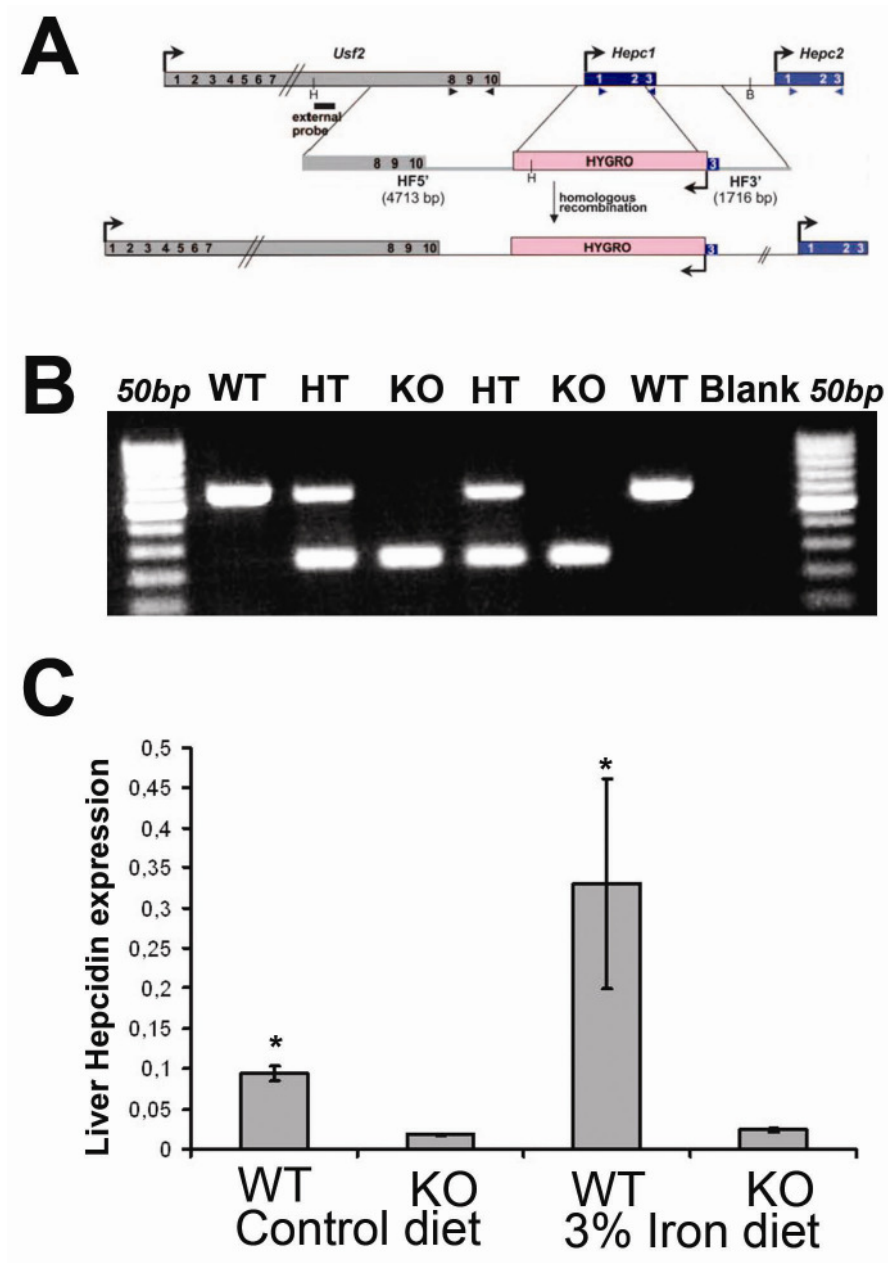 A
Usf2 Hepc1 Hepc2
1 2 3 4 5 6 7 8 9 10 1 2 3 1 2 3
H B
external
probe
8 9 10 HYGRO 3
HF5' H HF3'
(4713 bp) (1716 bp)
homologous
recombination
1 2 3 4 5 6 7 8 9 10 HYGRO 3 1 2 3
B
50bp WT HT KO HT KO WT Blank 50bp
C
Liver Hepcidin expression
0,5
0,45
0,4
0,35
0,3
0,25
0,2
0,15
0,1
0,05
0
* *
WT KO WT KO
Control diet 3% Iron diet